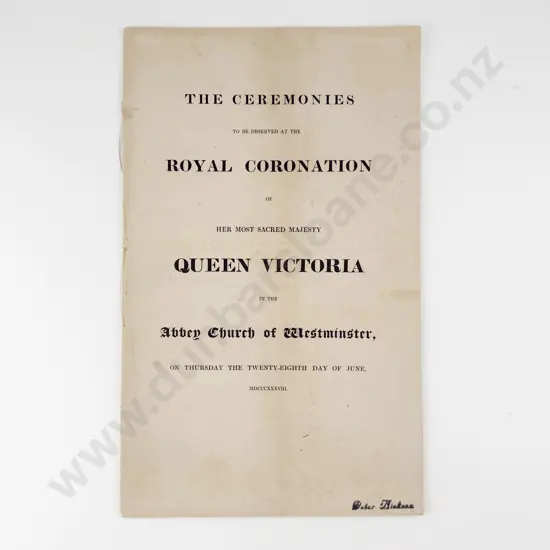 THE CEREMONIES
TO BE OBSERVED AT THE
ROYAL CORONATION
OF
HER MOST SACRED MAJESTY
QUEEN VICTORIA
IN THE
Abbey Church of Westminster,
ON THURSDAY THE TWENTY-EIGHTH DAY OF JUNE,
MDCCCXXXVIII.
www.dunbarsloane.co.nz